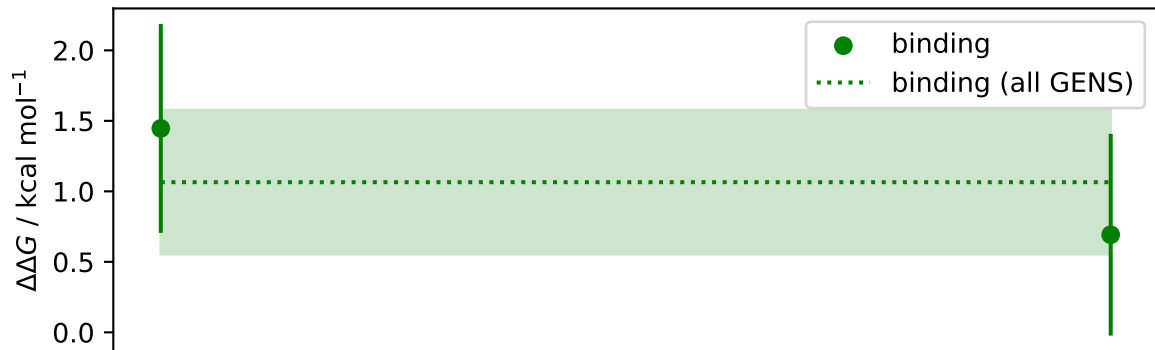 2.0
1.5
1.0
0.5
0.0
ΔΔG / kcal mol⁻¹
binding
binding (all GENS)